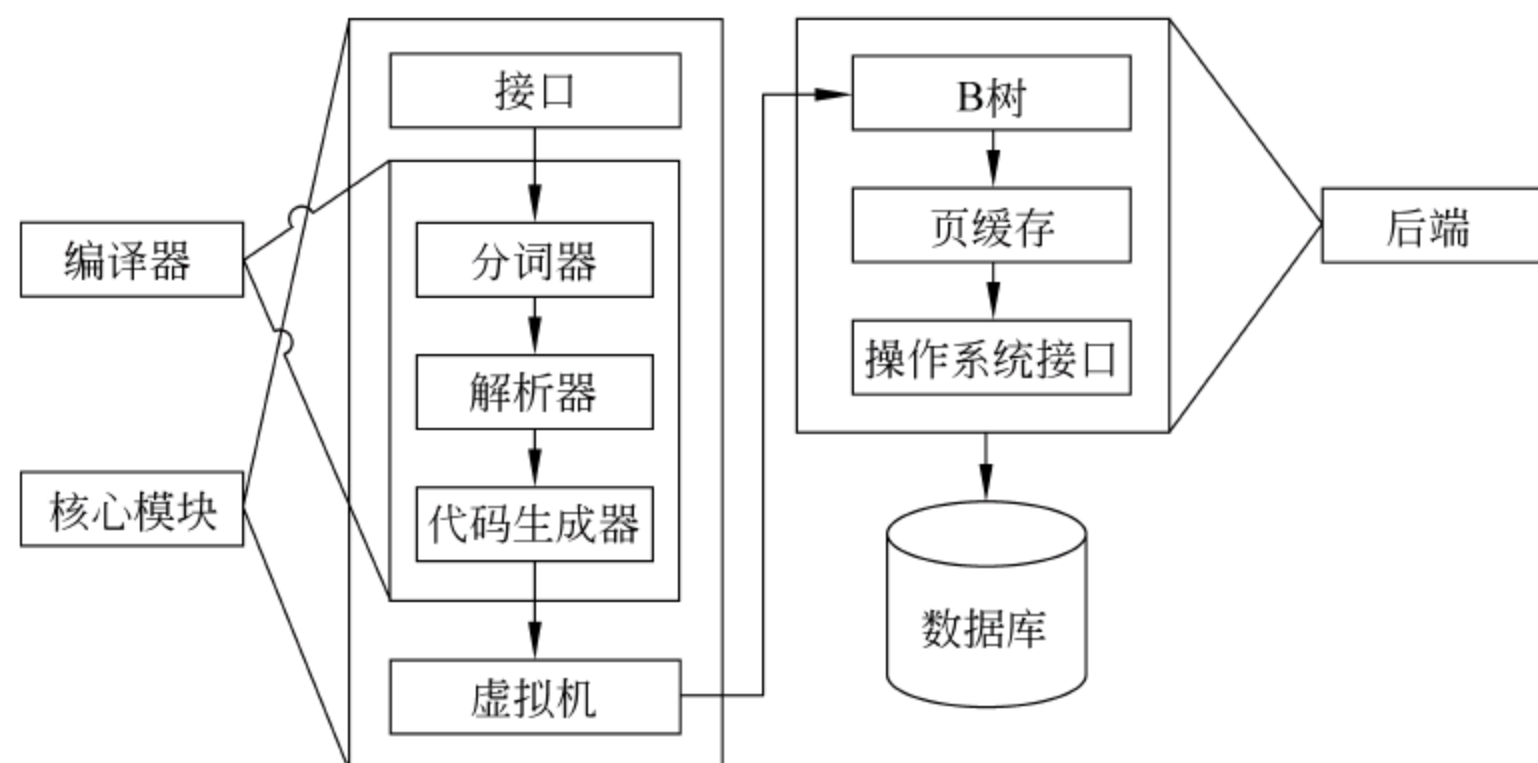 接口
分词器
解析器
代码生成器
虚拟机
编译器
核心模块
B树
页缓存
操作系统接口
后端
数据库